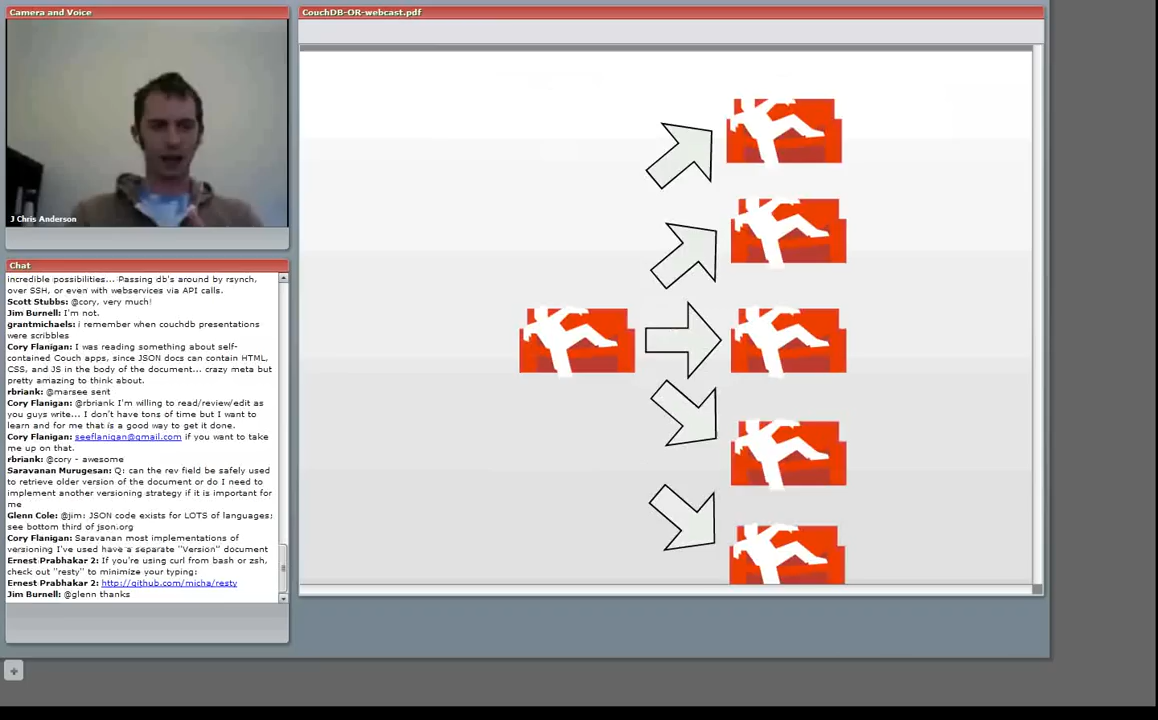 Camera and Voice
CouchDB-OR-webcast.pdf
J Chris Anderson
Chat
incredible possibilities... Passing db's around by rsynch,
over SSH, or even with webservices via API calls.
Scott Stubbs: @cory, very much!
Jim Burnell: I'm not.
grantmichaels: i remember when couchdb presentations
were scribbles
Cory Flanigan: I was reading something about self-
contained Couch apps, since JSON docs can contain HTML,
CSS, and JS in the body of the document... crazy meta but
pretty amazing to think about.
rbriank: @marsee sent
Cory Flanigan: @rbriank I'm willing to read/review/edit as
you guys write... I don't have tons of time but I want to
learn and for me that is a good way to get it done.
Cory Flanigan: seeflanigan@gmail.com if you want to take
me up on that.
rbriank: @cory - awesome
Saravanan Murugesan: Q: can the rev field be safely used
to retrieve older version of the document or do I need to
implement another versioning strategy if it is important for
me
Glenn Cole: @jim: JSON code exists for LOTS of languages;
see bottom third of json.org
Cory Flanigan: Saravanan most implementations of
versioning I've used have a separate "Version" document
Ernest Prabhakar 2: If you're using curl from bash or zsh,
check out "resty" to minimize your typing:
Ernest Prabhakar 2: http://github.com/micha/resty
Jim Burnell: @glenn thanks